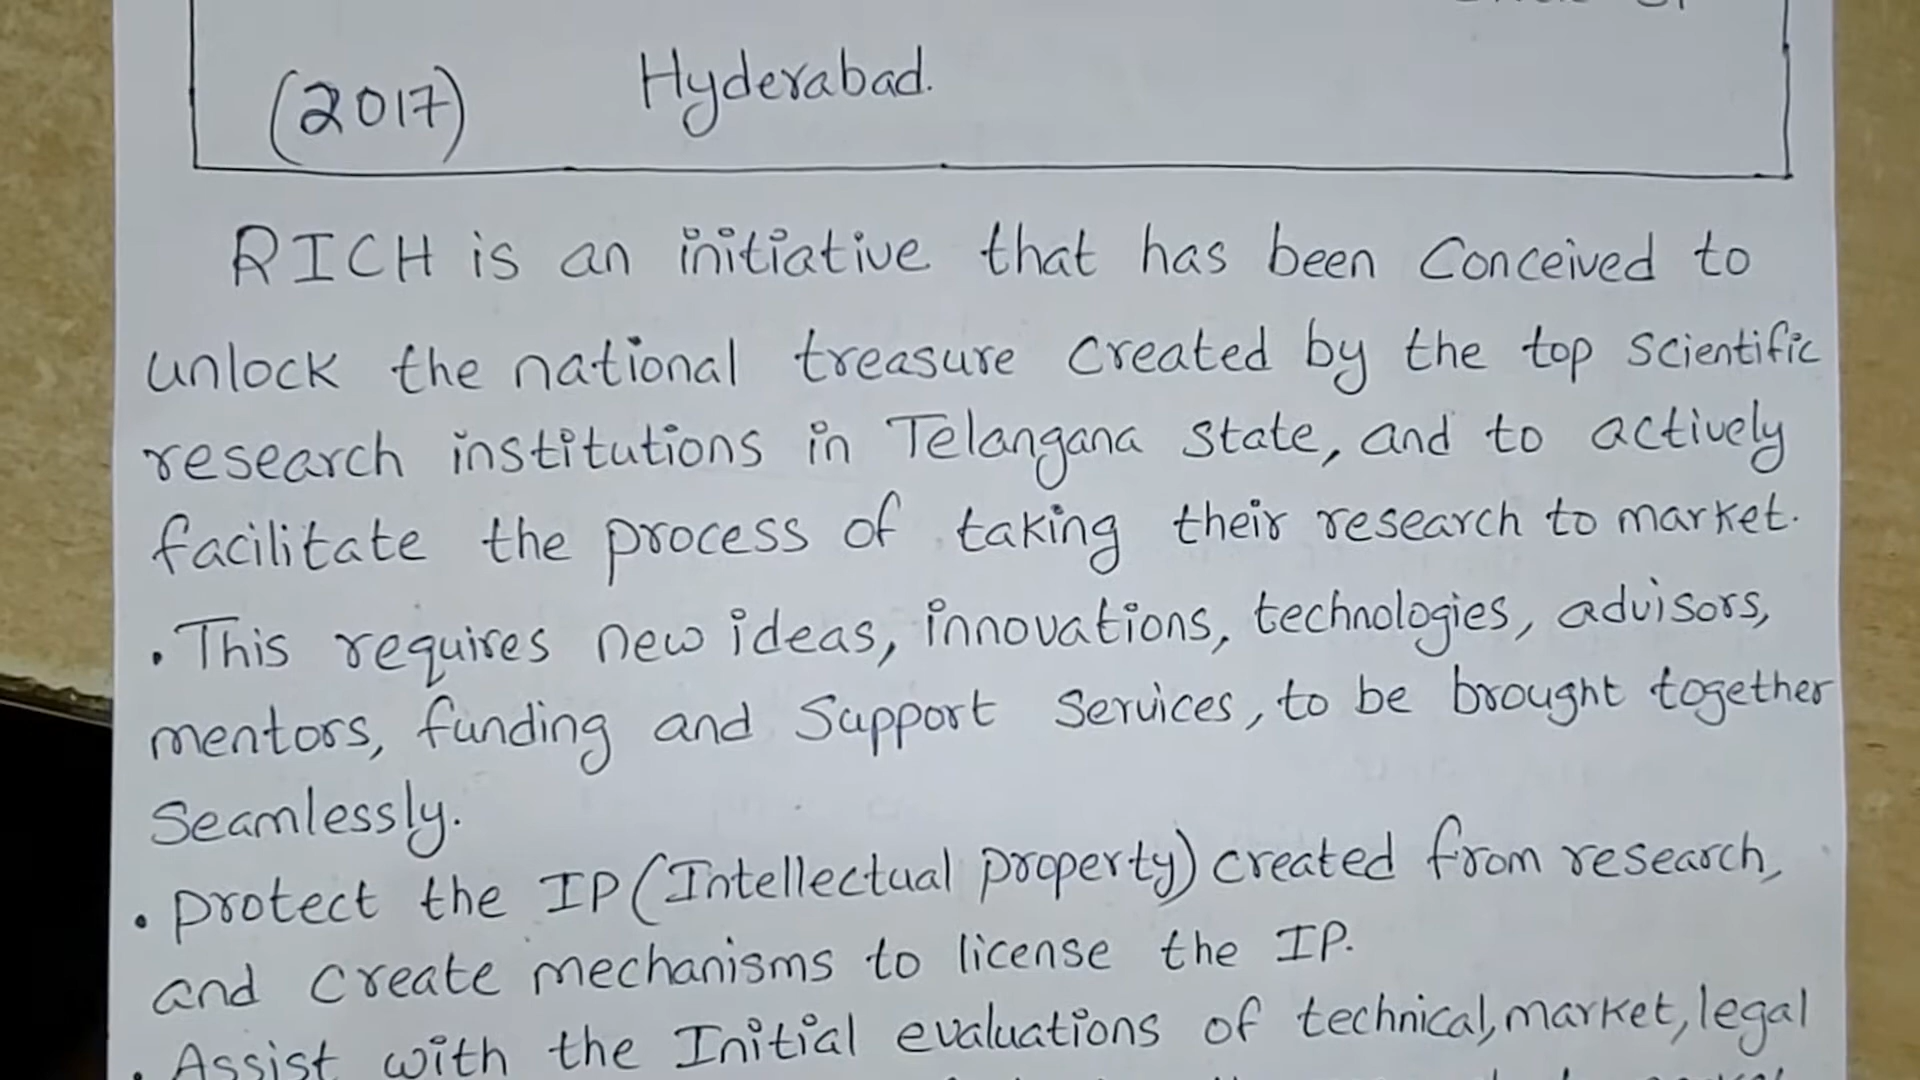 (2017) Hyderabad.
RICH is an initiative that has been Conceived to
unlock the national treasure created by the top scientific
research institutions in Telangana state, and to actively
facilitate the process of taking their research to market.
• This requires new ideas, innovations, technologies, advisors,
mentors, funding and Support Services, to be brought together
Seamlessly.
• protect the IP (Intellectual property) created from research,
and create mechanisms to license the IP.
• Assist with the Initial evaluations of technical, market, legal